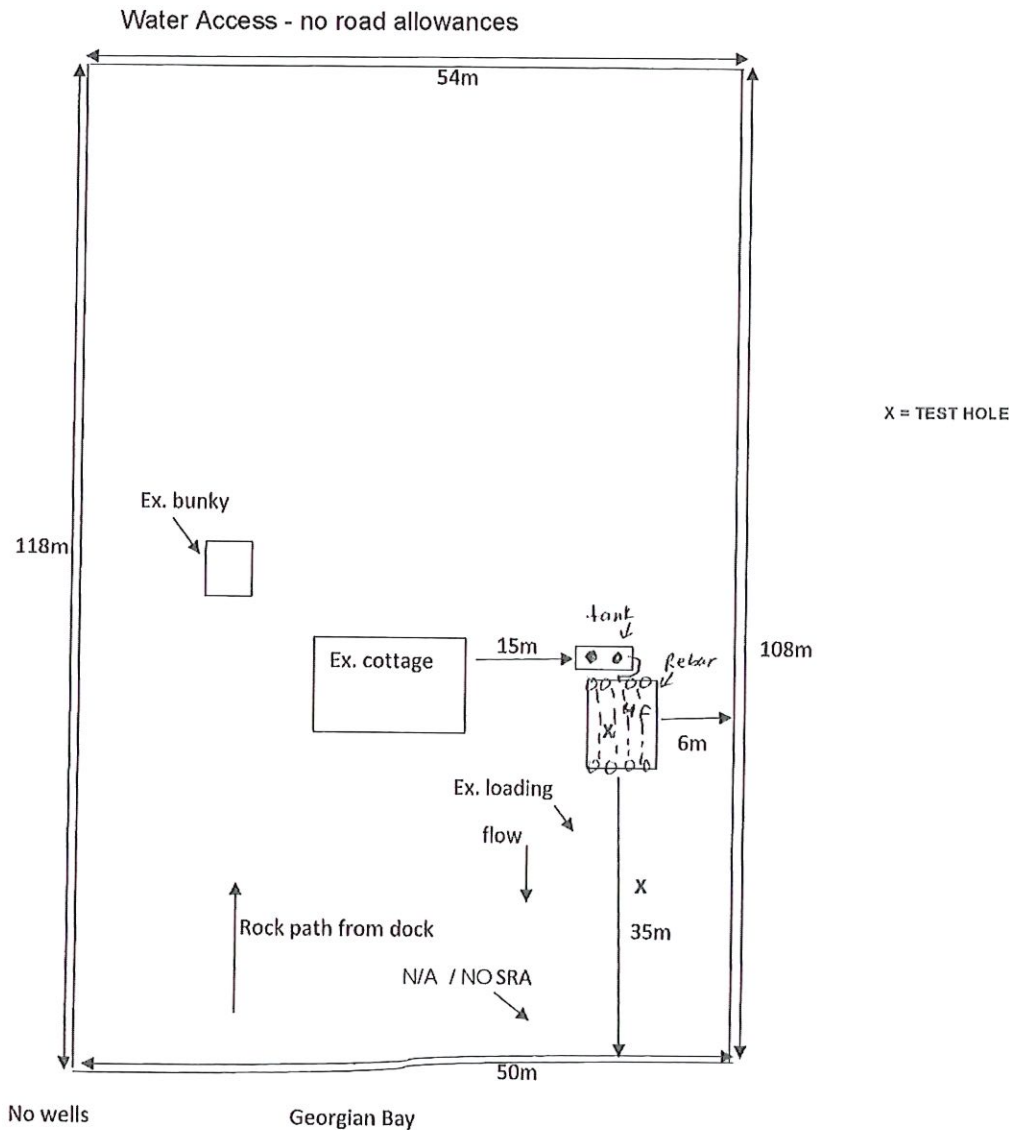 Water Access - no road allowances
54m
X = TEST HOLE
Ex. bunky
118m
tank
15m
Ex. cottage
108m
Rebar
X
6m
Ex. loading
flow
X
Rock path from dock
35m
N/A / NO SRA
50m
No wells
Georgian Bay